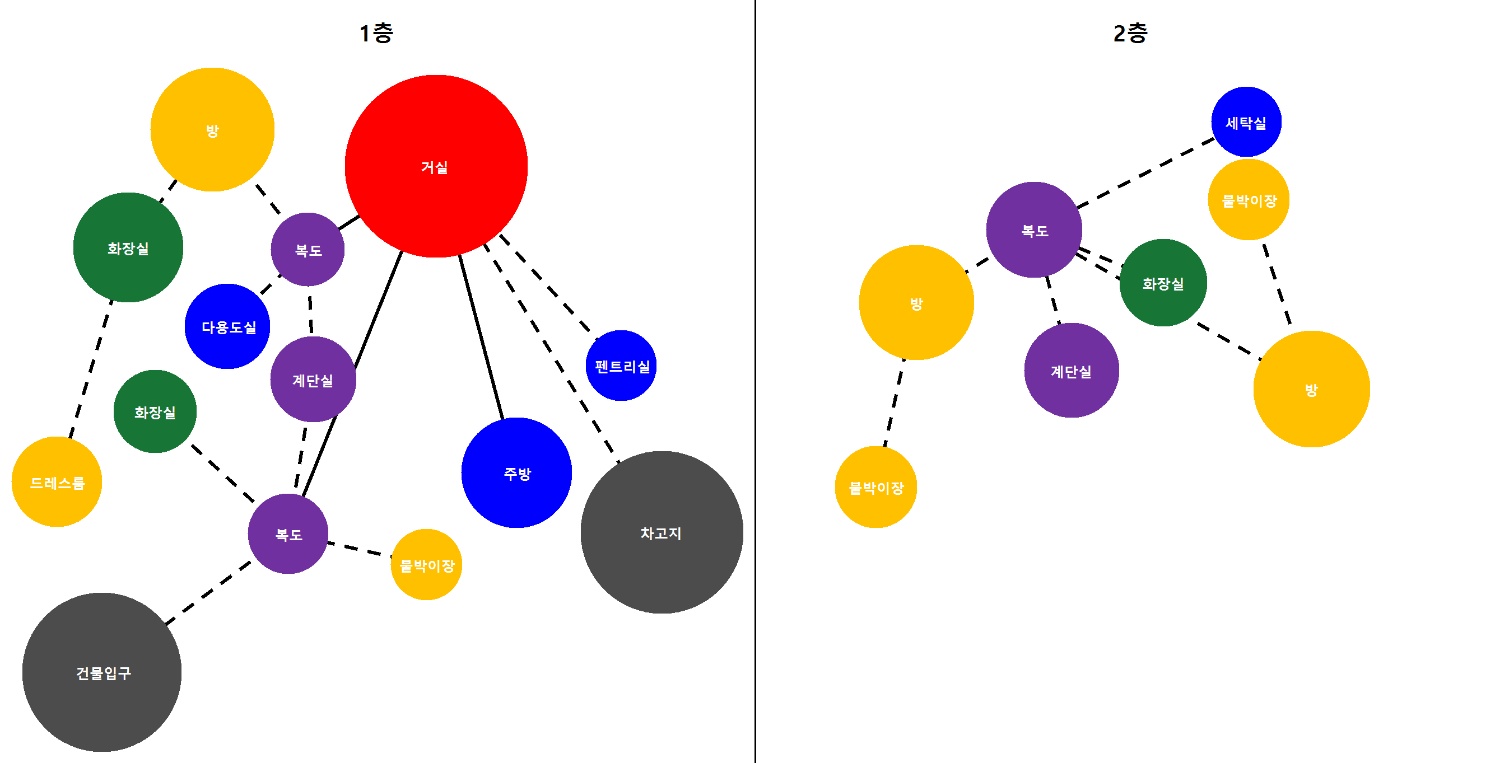 1층
방
거실
화장실
복도
다용도실
계단실
펜트리실
화장실
드레스룸
주방
복도
차고지
붙박이장
건물입구
2층
세탁실
붙박이장
복도
화장실
방
계단실
방
붙박이장